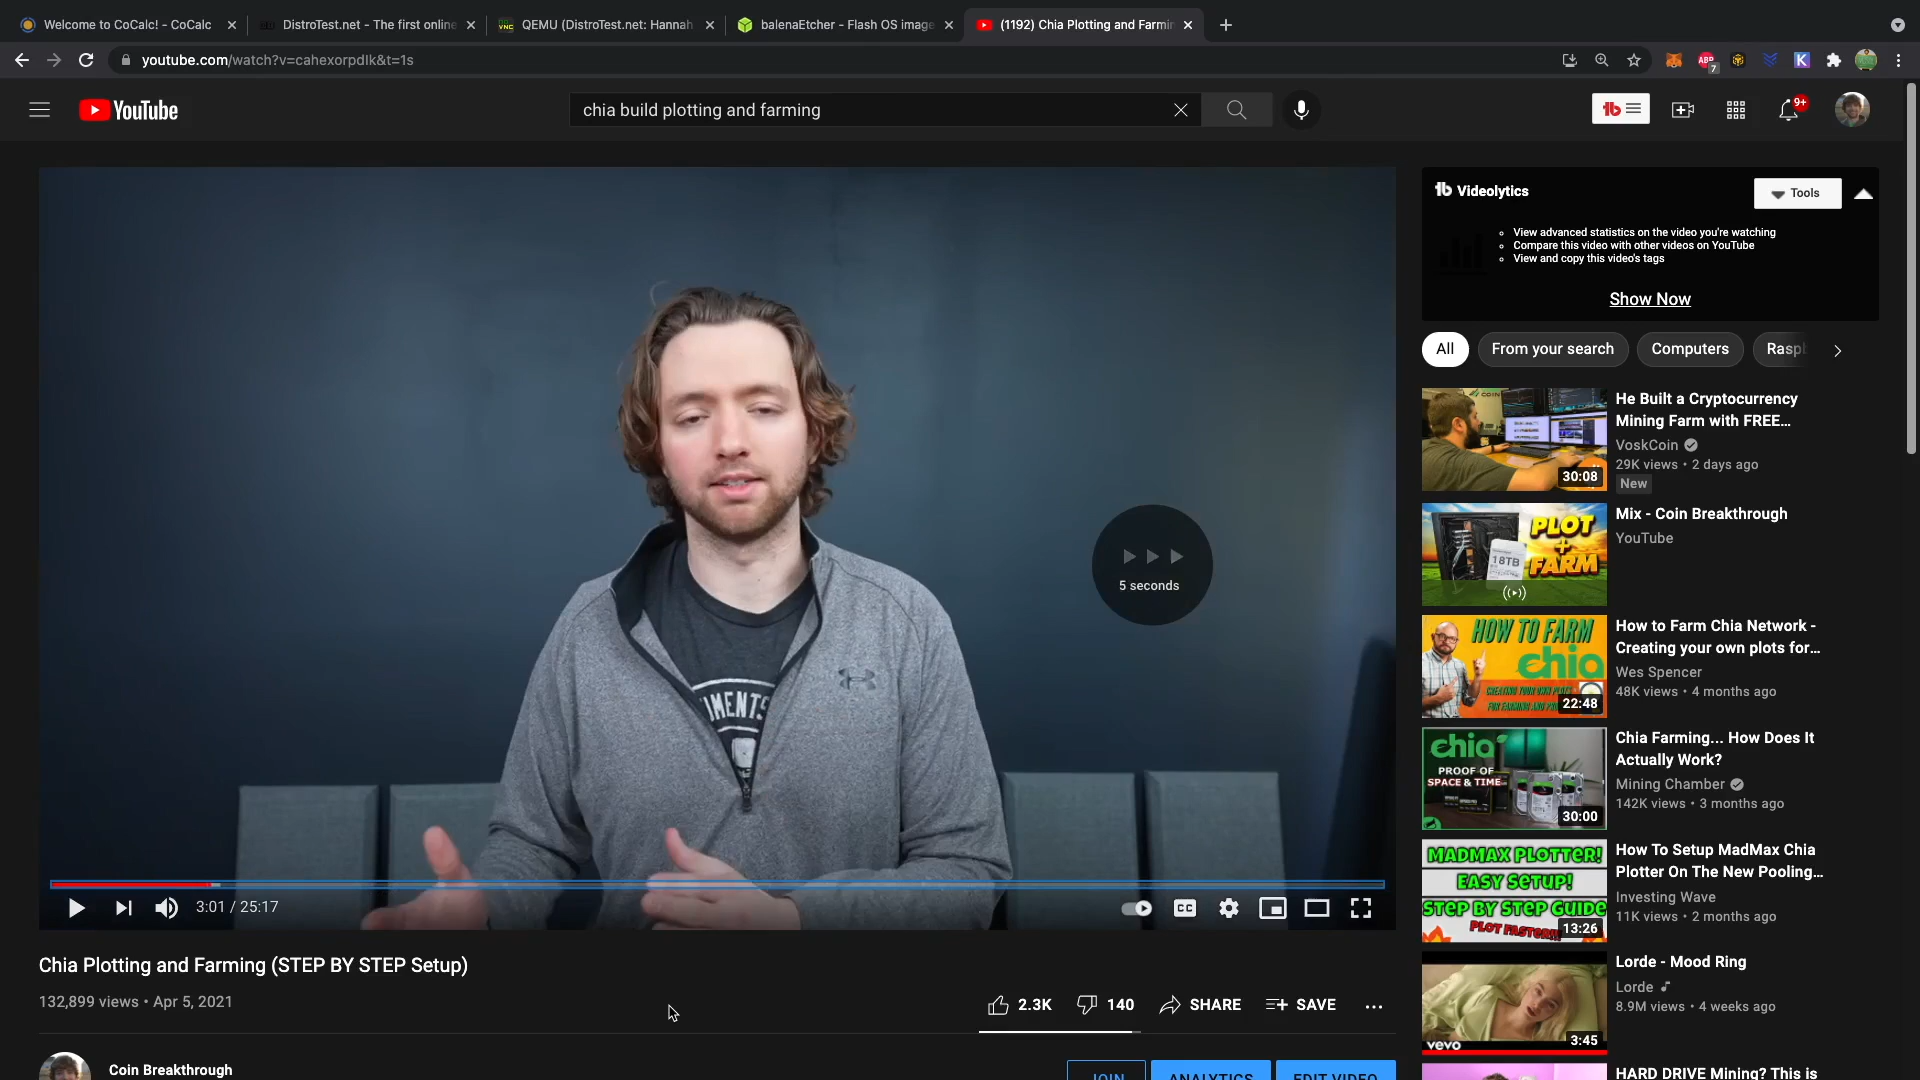 Welcome to CoCalc! - CoCalc
DistroTest.net - The first online
QEMU (DistroTest.net: Hannah
balenaEtcher - Flash OS image
(1192) Chia Plotting and Farmin
youtube.com/watch?v=cahexorpdlk&t=1s
ABP
7
K
YouTube
chia build plotting and farming
9+
5 seconds
3:01 / 25:17
CC
Chia Plotting and Farming (STEP BY STEP Setup)
132,899 views • Apr 5, 2021
2.3K
140
SHARE
SAVE
Coin Breakthrough
JOIN
ANALYTICS
EDIT VIDEO
Videolytics
Tools
View advanced statistics on the video you're watching
Compare this video with other videos on YouTube
View and copy this video's tags
Show Now
All
From your search
Computers
Raspb
He Built a Cryptocurrency
Mining Farm with FREE...
VoskCoin
29K views • 2 days ago
New
30:08
PLOT
+
FARM
18TB
Mix - Coin Breakthrough
YouTube
HOW TO FARM
chia
22:48
How to Farm Chia Network -
Creating your own plots for...
Wes Spencer
48K views • 4 months ago
chia
PROOF OF
SPACE & TIME
30:00
Chia Farming... How Does It
Actually Work?
Mining Chamber
142K views • 3 months ago
MADMAX PLOTTER!
EASY SETUP!
STEP BY STEP GUIDE
PLOT FASTER!!
13:26
How To Setup MadMax Chia
Plotter On The New Pooling...
Investing Wave
11K views • 2 months ago
vevo
3:45
Lorde - Mood Ring
Lorde
8.9M views • 4 weeks ago
HARD DRIVE Mining? This is